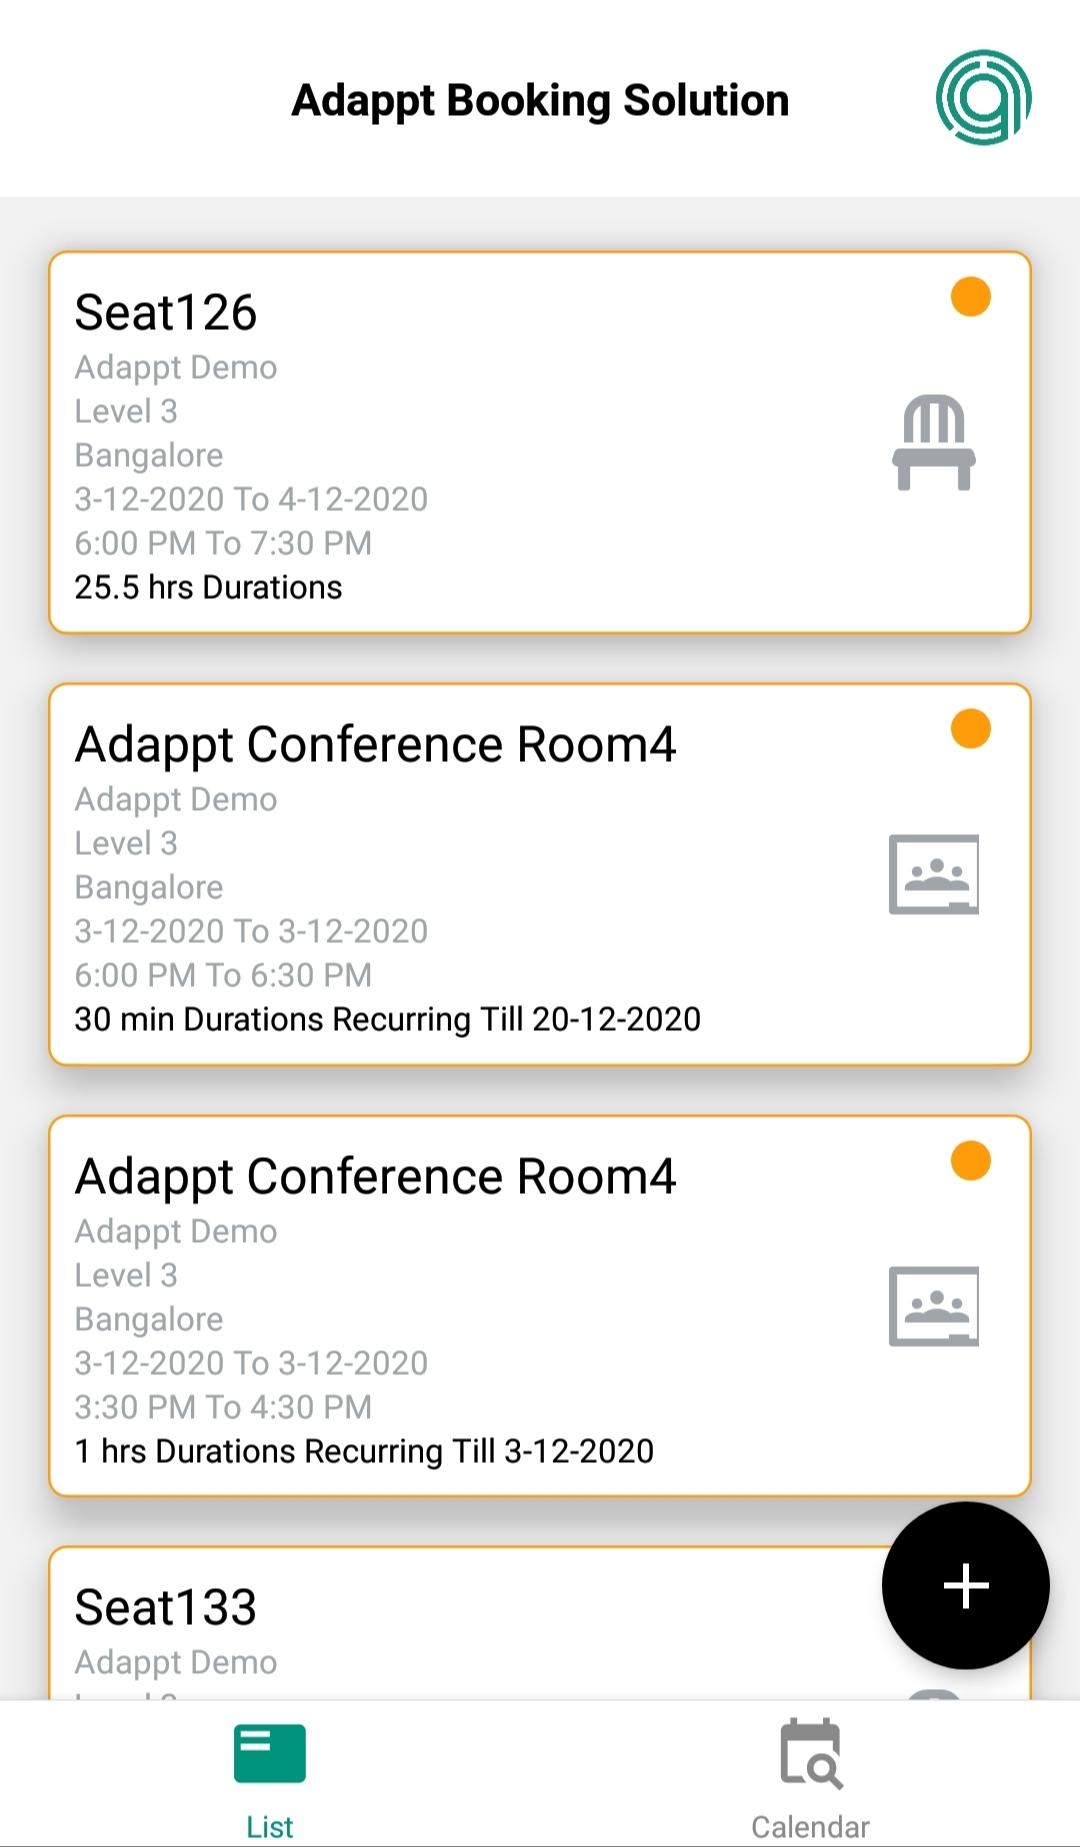 Adappt Booking Solution
Seat126
Adappt Demo
Level 3
Bangalore
3-12-2020 To 4-12-2020
6:00 PM To 7:30 PM
25.5 hrs Durations
Adappt Conference Room4
Adappt Demo
Level 3
Bangalore
3-12-2020 To 3-12-2020
6:00 PM To 6:30 PM
30 min Durations Recurring Till 20-12-2020
Adappt Conference Room4
Adappt Demo
Level 3
Bangalore
3-12-2020 To 3-12-2020
3:30 PM To 4:30 PM
1 hrs Durations Recurring Till 3-12-2020
Seat133
Adappt Demo
List
Calendar